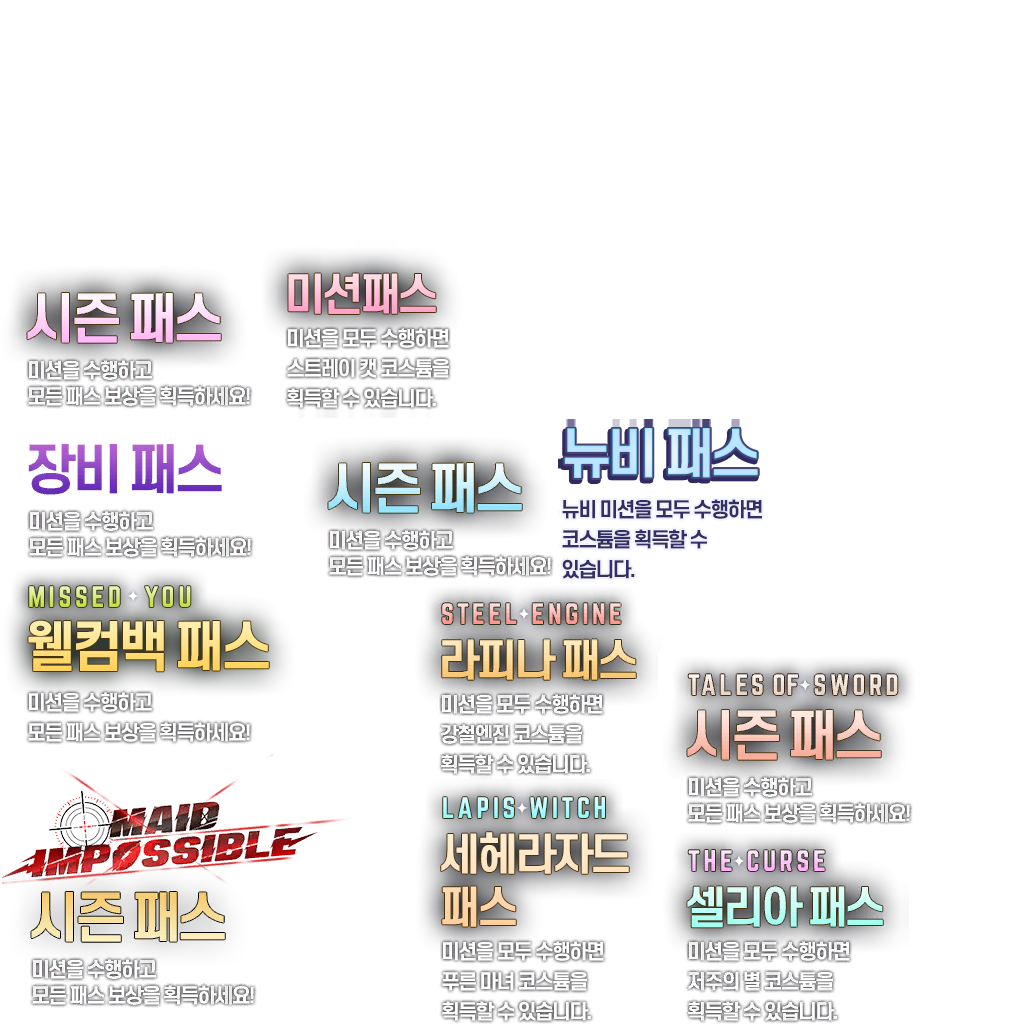 시즌 패스
미션을 수행하고
모든 패스 보상을 획득하세요!
미션패스
미션을 모두 수행하면
스트레이 캣 코스튬을
획득할 수 있습니다.
장비 패스
미션을 수행하고
모든 패스 보상을 획득하세요!
시즌 패스
미션을 수행하고
모든 패스 보상을 획득하세요!
뉴비 패스
뉴비 미션을 모두 수행하면
코스튬을 획득할 수
있습니다.
MISSED YOU
웰컴백 패스
미션을 수행하고
모든 패스 보상을 획득하세요!
STEEL ENGINE
라피나 패스
미션을 모두 수행하면
강철엔진 코스튬을
획득할 수 있습니다.
TALES OF SWORD
시즌 패스
미션을 수행하고
모든 패스 보상을 획득하세요!
MAID
IMPOSSIBLE
시즌 패스
미션을 수행하고
모든 패스 보상을 획득하세요!
LAPIS WITCH
세헤라자드
패스
미션을 모두 수행하면
푸른 마녀 코스튬을
획득할 수 있습니다.
THE CURSE
셀리아 패스
미션을 모두 수행하면
저주의 별 코스튬을
획득할 수 있습니다.